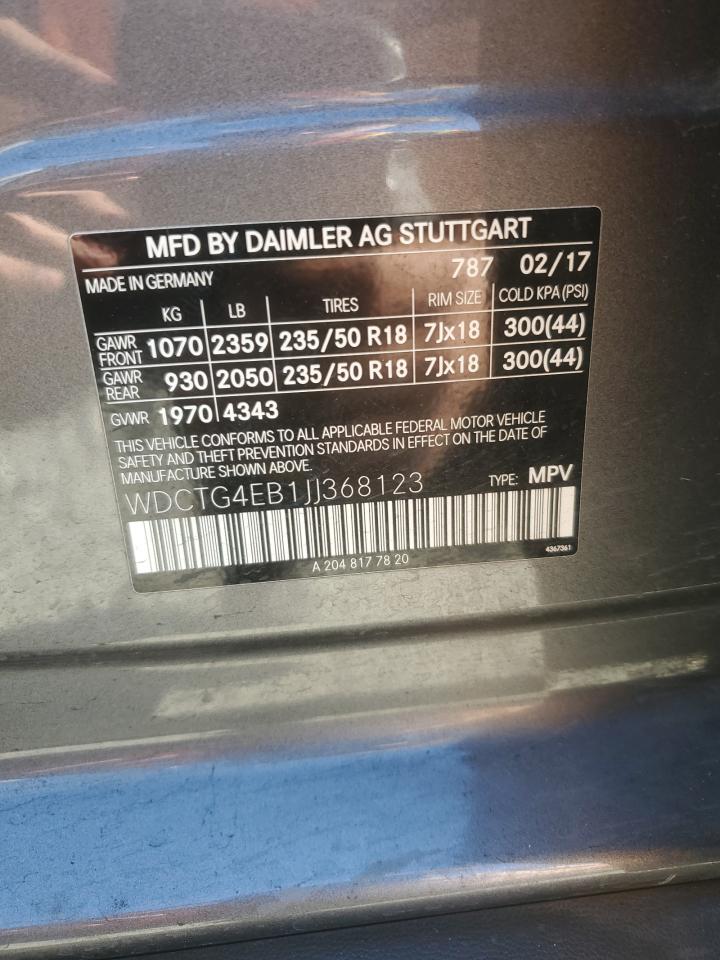 MFD BY DAIMLER AG STUTTGART
MADE IN GERMANY 787 02/17
KG LB TIRES RIM SIZE COLD KPA (PSI)
GAWR FRONT 1070 2359 235/50 R18 7Jx18 300(44)
GAWR REAR 930 2050 235/50 R18 7Jx18 300(44)
GVWR 1970 4343
THIS VEHICLE CONFORMS TO ALL APPLICABLE FEDERAL MOTOR VEHICLE
SAFETY AND THEFT PREVENTION STANDARDS IN EFFECT ON THE DATE OF
MANUFACTURE SHOWN ABOVE.
WDCTG4EB1JJ368123 TYPE: MPV
A 204 817 78 20 4367361